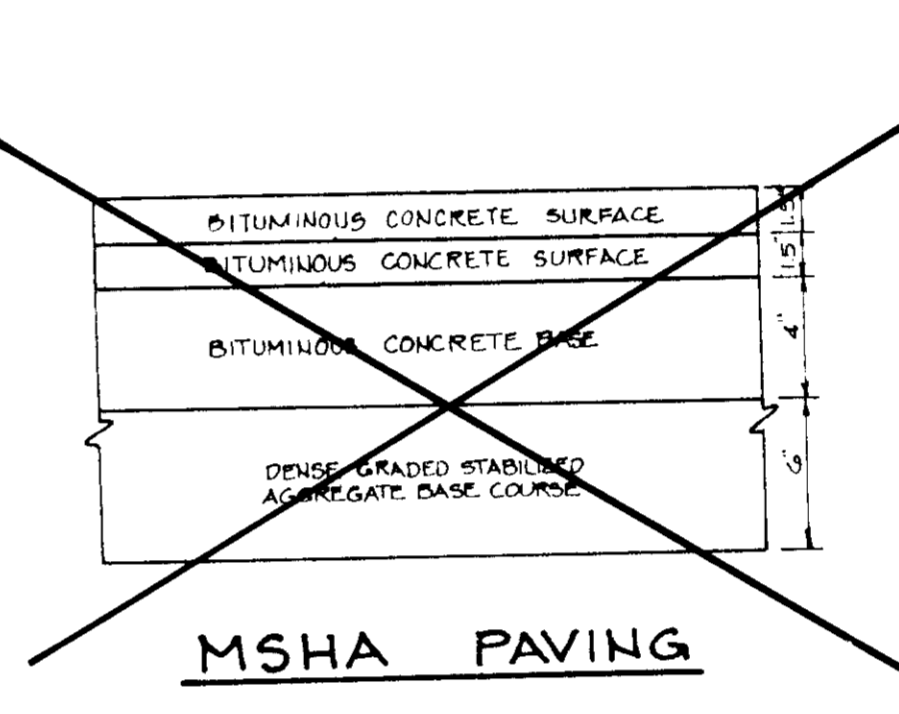 BITUMINOUS CONCRETE SURFACE 1.5"
BITUMINOUS CONCRETE SURFACE 1.5"
BITUMINOUS CONCRETE BASE 4"
DENSE GRADED STABILIZED
AGGREGATE BASE COURSE 6"
MSHA PAVING